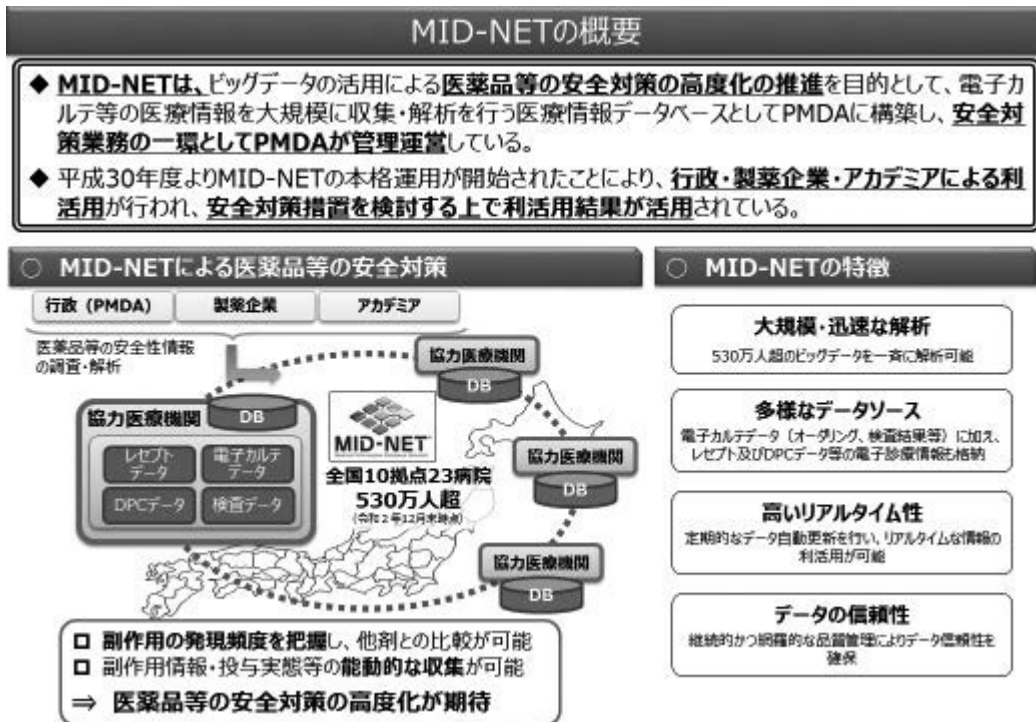 MID-NETの概要
◆ MID-NETは、ビッグデータの活用による医薬品等の安全対策の高度化の推進を目的として、電子カ
ルテ等の医療情報を大規模に収集・解析を行う医療情報データベースとしてPMDAに構築し、安全対
策業務の一環としてPMDAが管理運営している。
◆ 平成30年度よりMID-NETの本格運用が開始されたことにより、行政・製薬企業・アカデミアによる利
活用が行われ、安全対策措置を検討する上で利活用結果が活用されている。
○ MID-NETによる医薬品等の安全対策
行政（PMDA）
製薬企業
アカデミア
医薬品等の安全性情報
の調査・解析
協力医療機関
DB
協力医療機関
DB
レセプト
データ
電子カルテ
データ
DPCデータ
検査データ
MID-NET
全国10拠点23病院
530万人超
（令和２年12月末時点）
協力医療機関
DB
協力医療機関
DB
□ 副作用の発現頻度を把握し、他剤との比較が可能
□ 副作用情報・投与実態等の能動的な収集が可能
⇒ 医薬品等の安全対策の高度化が期待
○ MID-NETの特徴
大規模・迅速な解析
530万人超のビッグデータを一斉に解析可能
多様なデータソース
電子カルテデータ（オーダリング、検査結果等）に加え、
レセプト及びDPCデータ等の電子診療情報も格納
高いリアルタイム性
定期的なデータ自動更新を行い、リアルタイムな情報の
利活用が可能
データの信頼性
継続的かつ網羅的な品質管理によりデータ信頼性を
確保